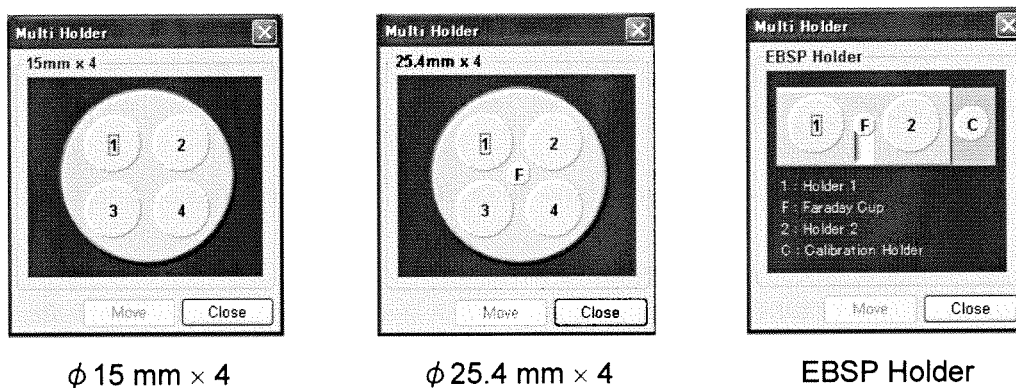 Multi Holder
15mm x 4
1
2
3
4
Move
Close
φ 15 mm × 4
Multi Holder
25.4mm x 4
1
2
F
3
4
Move
Close
φ 25.4 mm × 4
Multi Holder
EBSP Holder
1
F
2
C
1 : Holder 1
F : Faraday Cup
2 : Holder 2
C : Calibration Holder
Move
Close
EBSP Holder